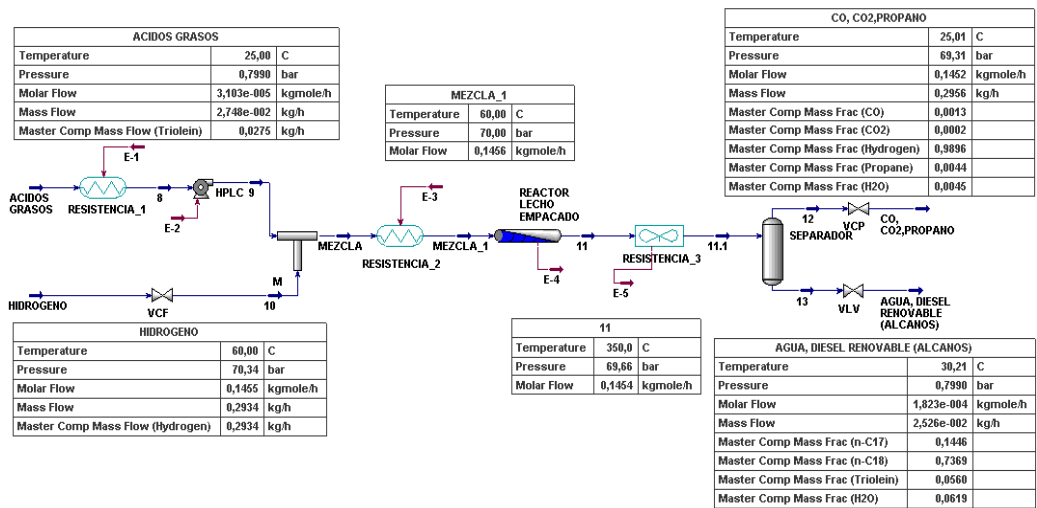 ACIDOS GRASOS
Temperature 25,00 C
Pressure 0,7990 bar
Molar Flow 3,103e-005 kgmole/h
Mass Flow 2,748e-002 kg/h
Master Comp Mass Flow (Triolein) 0,0275 kg/h
MEZCLA_1
Temperature 60,00 C
Pressure 70,00 bar
Molar Flow 0,1456 kgmole/h
CO, CO2,PROPANO
Temperature 25,01 C
Pressure 69,31 bar
Molar Flow 0,1452 kgmole/h
Mass Flow 0,2956 kg/h
Master Comp Mass Frac (CO) 0,0013
Master Comp Mass Frac (CO2) 0,0002
Master Comp Mass Frac (Hydrogen) 0,9896
Master Comp Mass Frac (Propane) 0,0044
Master Comp Mass Frac (H2O) 0,0045
E-1
ACIDOS
GRASOS
RESISTENCIA_1
8
E-2
HPLC
9
MEZCLA
M
E-3
RESISTENCIA_2
MEZCLA_1
REACTOR
LECHO
EMPACADO
E-4
11
RESISTENCIA_3
E-5
11.1
SEPARADOR
12
VCP
CO,
CO2,PROPANO
13
VLV
AGUA, DIESEL
RENOVABLE
(ALCANOS)
HIDROGENO
VCF
10
HIDROGENO
Temperature 60,00 C
Pressure 70,34 bar
Molar Flow 0,1455 kgmole/h
Mass Flow 0,2934 kg/h
Master Comp Mass Flow (Hydrogen) 0,2934 kg/h
11
Temperature 350,0 C
Pressure 69,66 bar
Molar Flow 0,1454 kgmole/h
AGUA, DIESEL RENOVABLE (ALCANOS)
Temperature 30,21 C
Pressure 0,7990 bar
Molar Flow 1,823e-004 kgmole/h
Mass Flow 2,526e-002 kg/h
Master Comp Mass Frac (n-C17) 0,1446
Master Comp Mass Frac (n-C18) 0,7369
Master Comp Mass Frac (Triolein) 0,0560
Master Comp Mass Frac (H2O) 0,0619